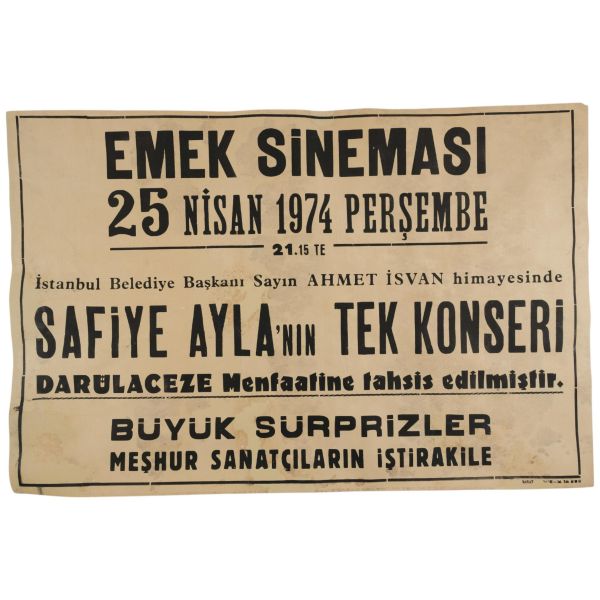 EMEK SİNEMASI
25 NİSAN 1974 PERŞEMBE
21.15 TE
İstanbul Belediye Başkanı Sayın AHMET İSVAN himayesinde
SAFİYE AYLA'NIN TEK KONSERİ
DARÜLACEZE Menfaatine tahsis edilmiştir.
BÜYÜK SÜRPRİZLER
MEŞHUR SANATÇILARIN İŞTİRAKİLE